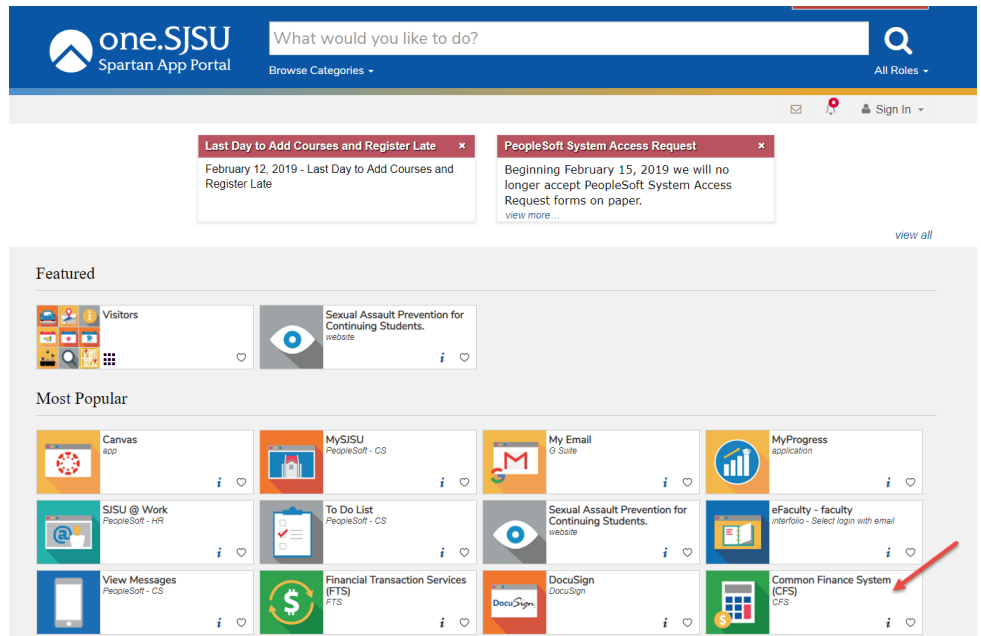 one.SJSU
Spartan App Portal
What would you like to do?
Browse Categories
All Roles
Sign In
Last Day to Add Courses and Register Late
×
February 12, 2019 - Last Day to Add Courses and
Register Late
PeopleSoft System Access Request
×
Beginning February 15, 2019 we will no
longer accept PeopleSoft System Access
Request forms on paper.
view more…
view all
Featured
Visitors
Sexual Assault Prevention for
Continuing Students.
website
i
Most Popular
Canvas
app
i
MySJSU
PeopleSoft - CS
i
My Email
G Suite
i
MyProgress
application
i
SJSU @ Work
PeopleSoft - HR
i
To Do List
PeopleSoft - CS
i
Sexual Assault Prevention for
Continuing Students.
website
i
eFaculty - faculty
interfolio - Select login with email
i
View Messages
PeopleSoft - CS
i
Financial Transaction Services
(FTS)
FTS
i
DocuSign
DocuSign
DocuSign
i
Common Finance System
(CFS)
CFS
i